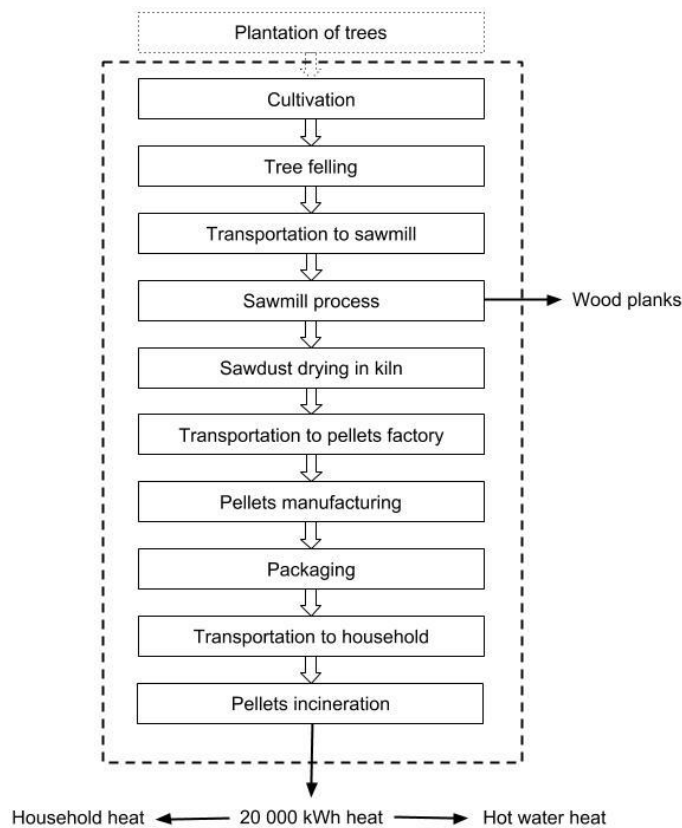 Plantation of trees
Cultivation
Tree felling
Transportation to sawmill
Sawmill process
Wood planks
Sawdust drying in kiln
Transportation to pellets factory
Pellets manufacturing
Packaging
Transportation to household
Pellets incineration
Household heat
20 000 kWh heat
Hot water heat